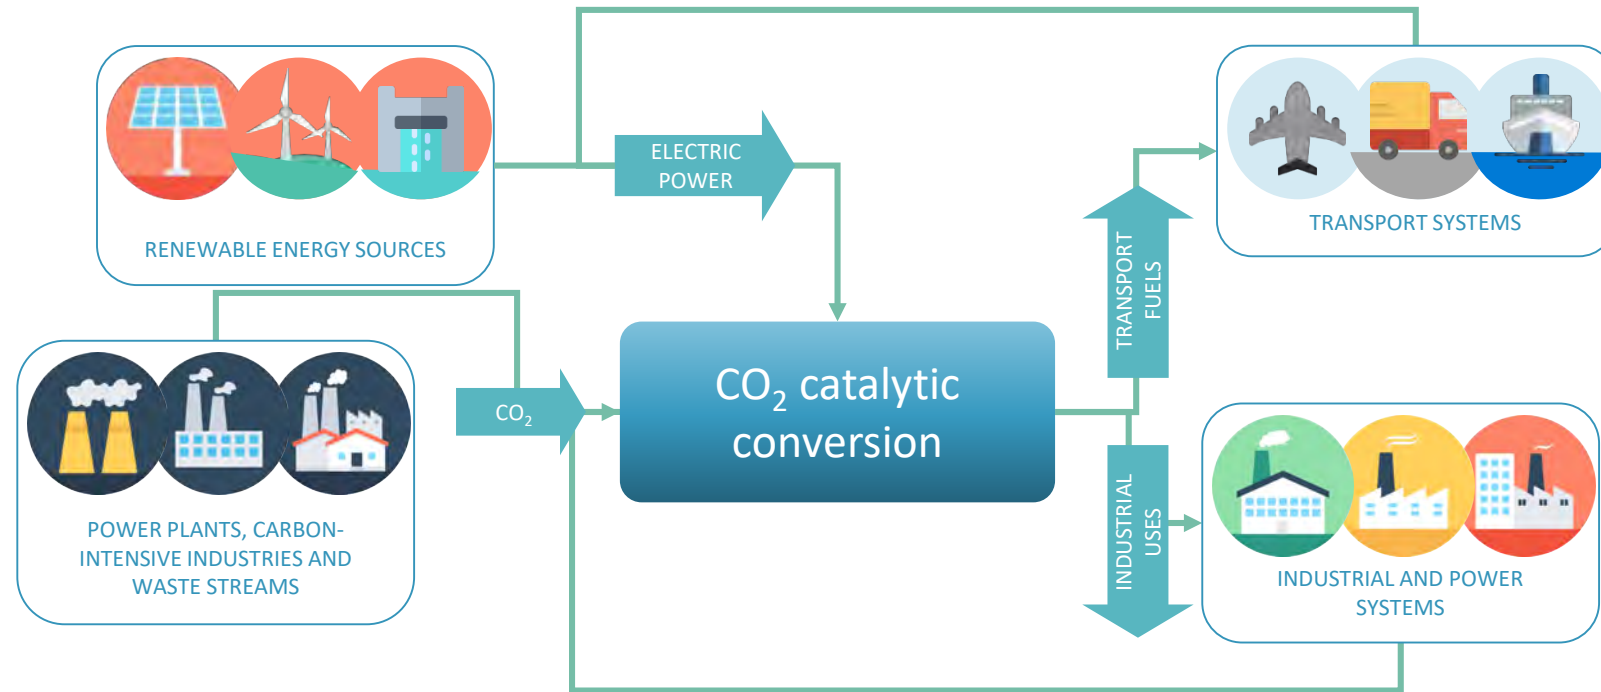 ELECTRIC
POWER
RENEWABLE ENERGY SOURCES
TRANSPORT SYSTEMS
TRANSPORT
FUELS
CO₂
CO₂ catalytic
conversion
POWER PLANTS, CARBON-
INTENSIVE INDUSTRIES AND
WASTE STREAMS
INDUSTRIAL
USES
INDUSTRIAL AND POWER
SYSTEMS